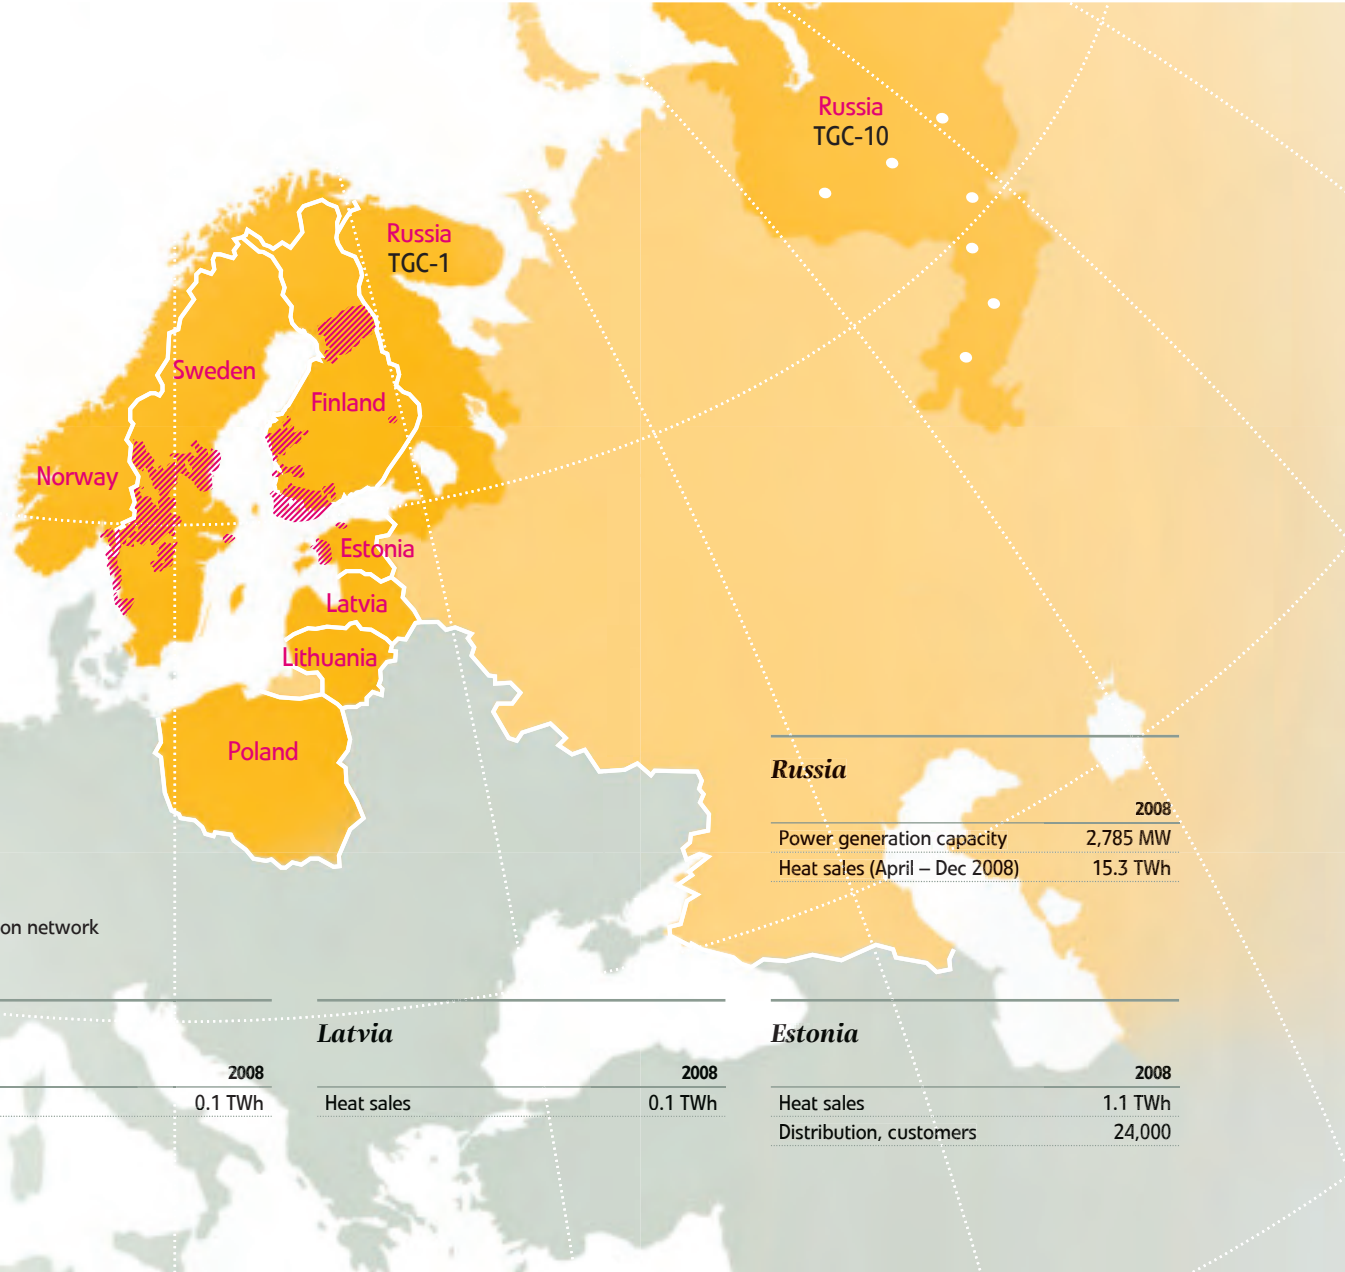 Russia
TGC-10
Russia
TGC-1
Sweden
Finland
Norway
Estonia
Latvia
Lithuania
Poland
Russia
2008
Power generation capacity 2,785 MW
Heat sales (April – Dec 2008) 15.3 TWh
on network
2008
0.1 TWh
Latvia
2008
Heat sales 0.1 TWh
Estonia
2008
Heat sales 1.1 TWh
Distribution, customers 24,000